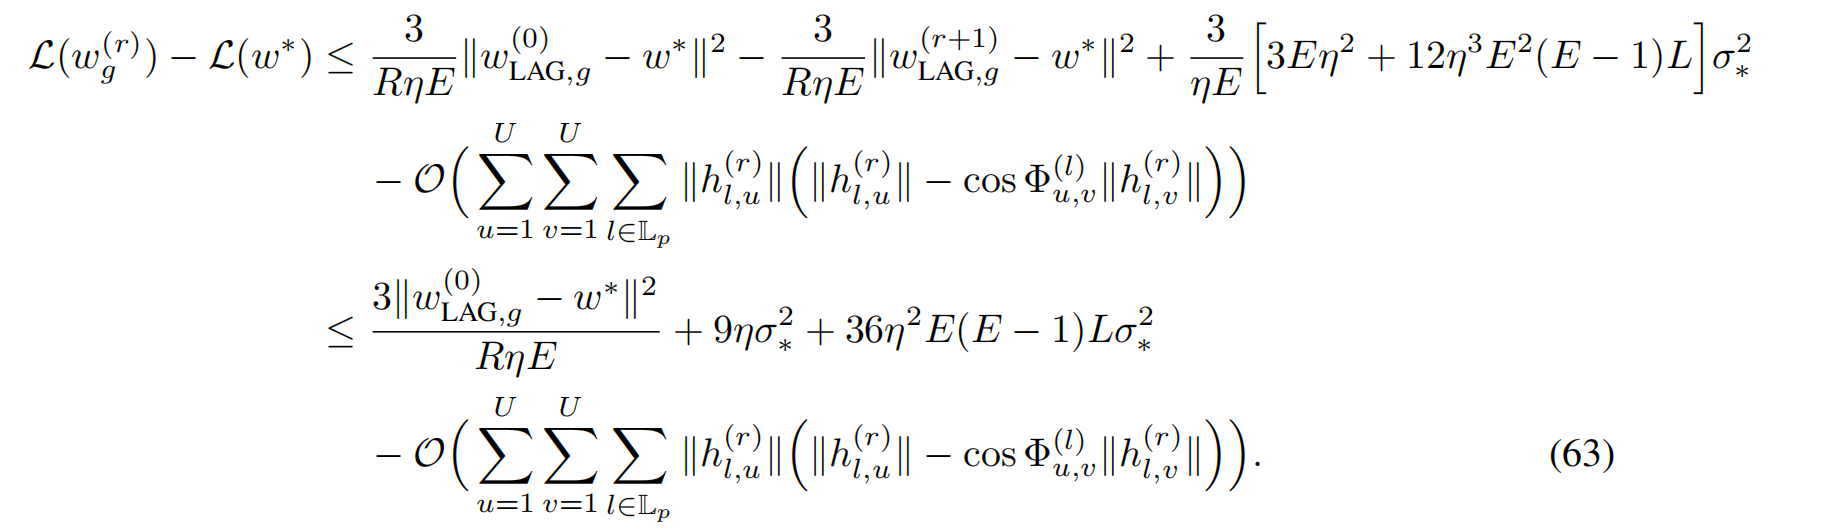 \mathcal{L}(w_g^{(r)}) - \mathcal{L}(w^*) \leq \frac{3}{R\eta E}\|w_{\text{LAG},g}^{(0)} - w^*\|^2 - \frac{3}{R\eta E}\|w_{\text{LAG},g}^{(r+1)} - w^*\|^2 + \frac{3}{\eta E}\Big[3E\eta^2 + 12\eta^3 E^2(E-1)L\Big]\sigma_*^2
- \mathcal{O}\Big(\sum_{u=1}^{U}\sum_{v=1}^{U}\sum_{l\in\mathbb{L}_p}\|h_{l,u}^{(r)}\|\Big(\|h_{l,u}^{(r)}\| - \cos\Phi_{u,v}^{(l)}\|h_{l,v}^{(r)}\|\Big)\Big)
\leq \frac{3\|w_{\text{LAG},g}^{(0)} - w^*\|^2}{R\eta E} + 9\eta\sigma_*^2 + 36\eta^2 E(E-1)L\sigma_*^2
- \mathcal{O}\Big(\sum_{u=1}^{U}\sum_{v=1}^{U}\sum_{l\in\mathbb{L}_p}\|h_{l,u}^{(r)}\|\Big(\|h_{l,u}^{(r)}\| - \cos\Phi_{u,v}^{(l)}\|h_{l,v}^{(r)}\|\Big)\Big). (63)